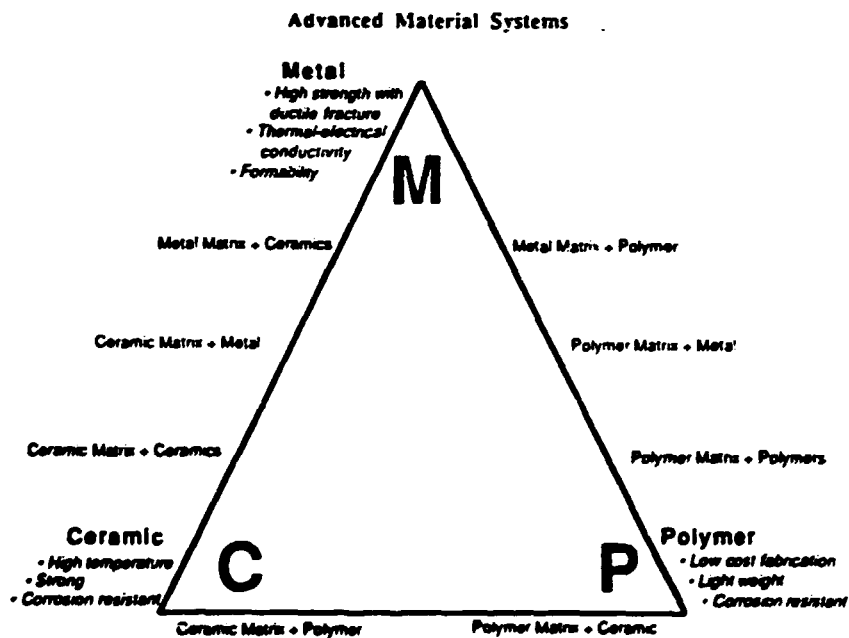 Advanced Material Systems
Metal
• High strength with
ductile fracture
• Thermal-electrical
conductivity
• Formability
M
Metal Matrix + Ceramics
Metal Matrix + Polymer
Ceramic Matrix + Metal
Polymer Matrix + Metal
Ceramic Matrix + Ceramics
Polymer Matrix + Polymers
Ceramic
• High temperature
• Strong
• Corrosion resistant
C
P
Polymer
• Low cost fabrication
• Light weight
• Corrosion resistant
Ceramic Matrix + Polymer
Polymer Matrix + Ceramic